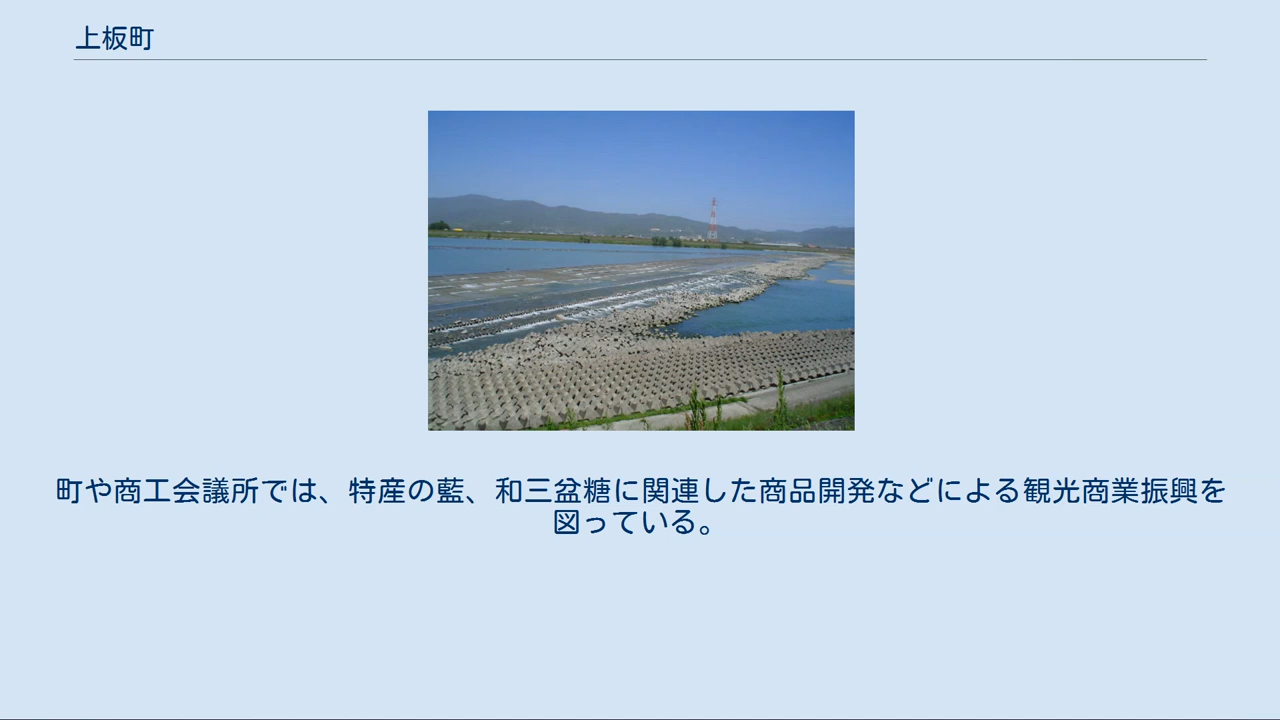 上板町
町や商工会議所では、特産の藍、和三盆糖に関連した商品開発などによる観光商業振興を
図っている。